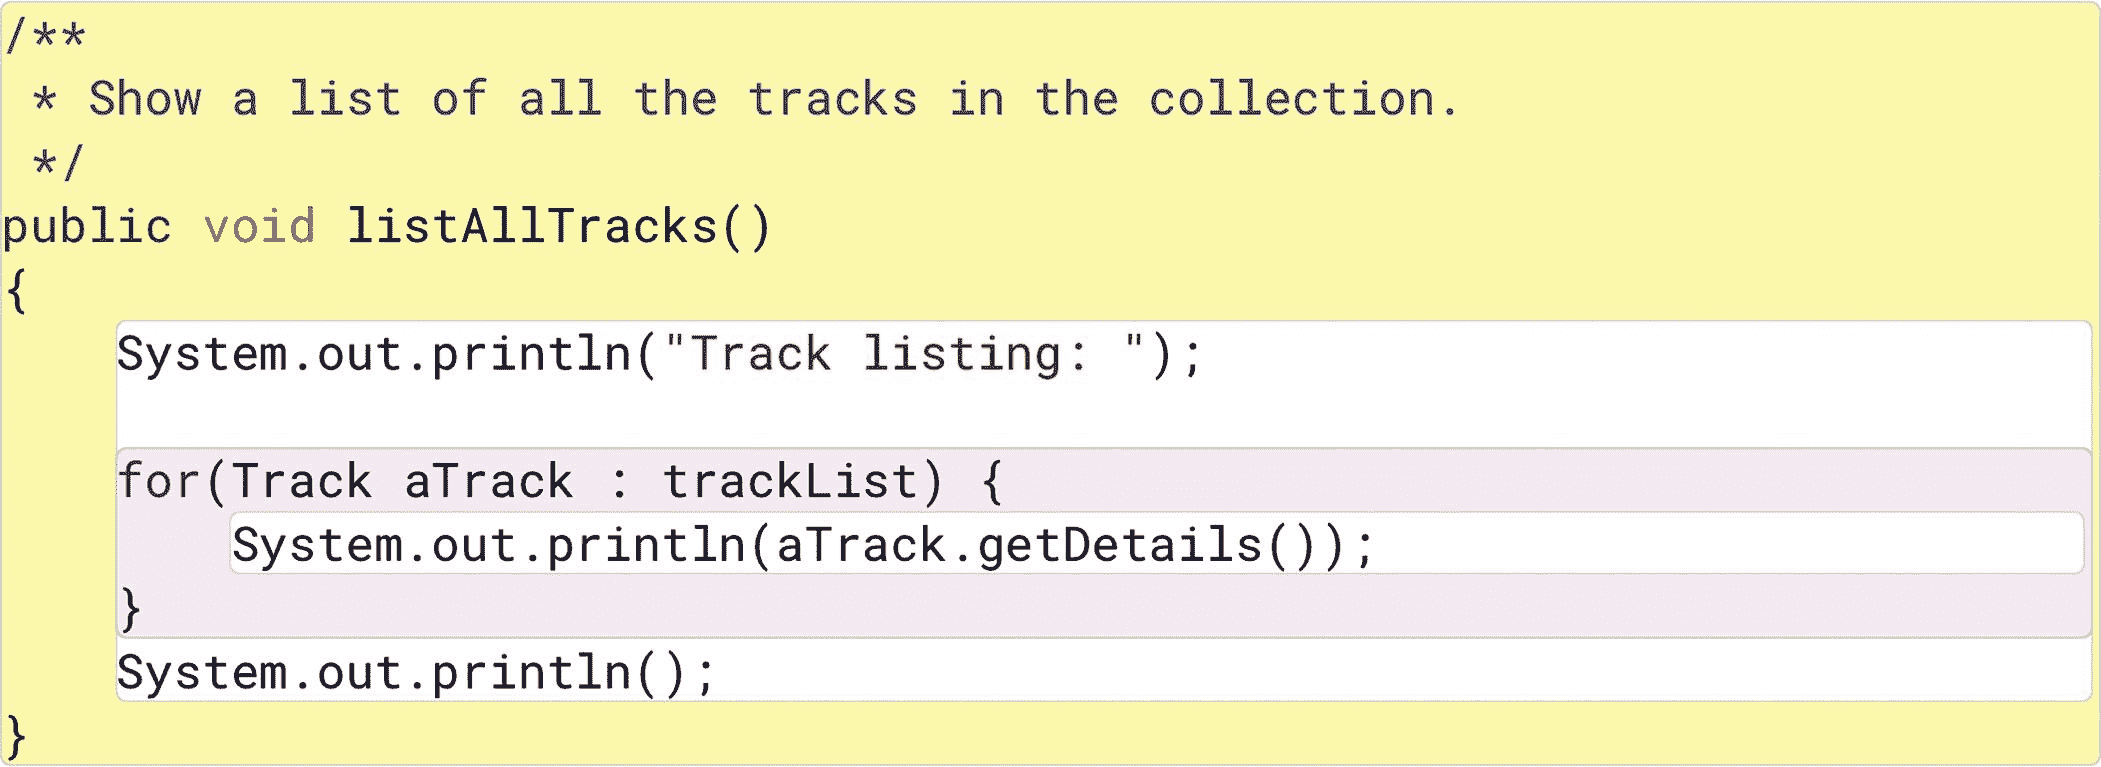 /**
 * Show a list of all the tracks in the collection.
 */
public void listAllTracks()
{
    System.out.println("Track listing: ");

    for(Track aTrack : trackList) {
        System.out.println(aTrack.getDetails());
    }
    System.out.println();
}